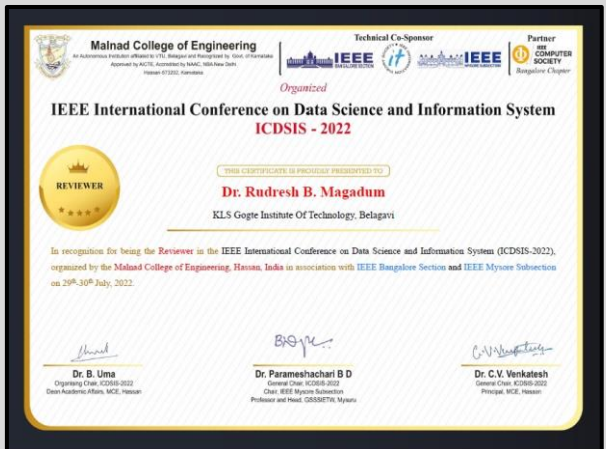 Malnad College of Engineering
An Autonomous Institution affiliated to VTU, Belagavi and Recognized by Govt. of Karnataka
Approved by AICTE, Accredited by NAAC, NBA New Delhi
Hassan 573202, Karnataka
Technical Co-Sponsor
IEEE
BANGALORE SECTION
IEEE
MYSORE SUBSECTION
Partner
IEEE
COMPUTER
SOCIETY
Bangalore Chapter
Organized
IEEE International Conference on Data Science and Information System
ICDSIS - 2022
REVIEWER
THIS CERTIFICATE IS PROUDLY PRESENTED TO
Dr. Rudresh B. Magadum
KLS Gogte Institute Of Technology, Belagavi
In recognition for being the Reviewer in the IEEE International Conference on Data Science and Information System (ICDSIS-2022),
organized by the Malnad College of Engineering, Hassan, India in association with IEEE Bangalore Section and IEEE Mysore Subsection
on 29th-30th July, 2022.
Dr. B. Uma
Organising Chair, ICDSIS-2022
Dean Academic Affairs, MCE, Hassan
Dr. Parameshachari B D
General Chair, ICDSIS-2022
Chair, IEEE Mysore Subsection
Professor and Head, GSSSIETW, Mysuru
C.V. Venkatesh
Dr. C.V. Venkatesh
General Chair, ICDSIS-2022
Principal, MCE, Hassan